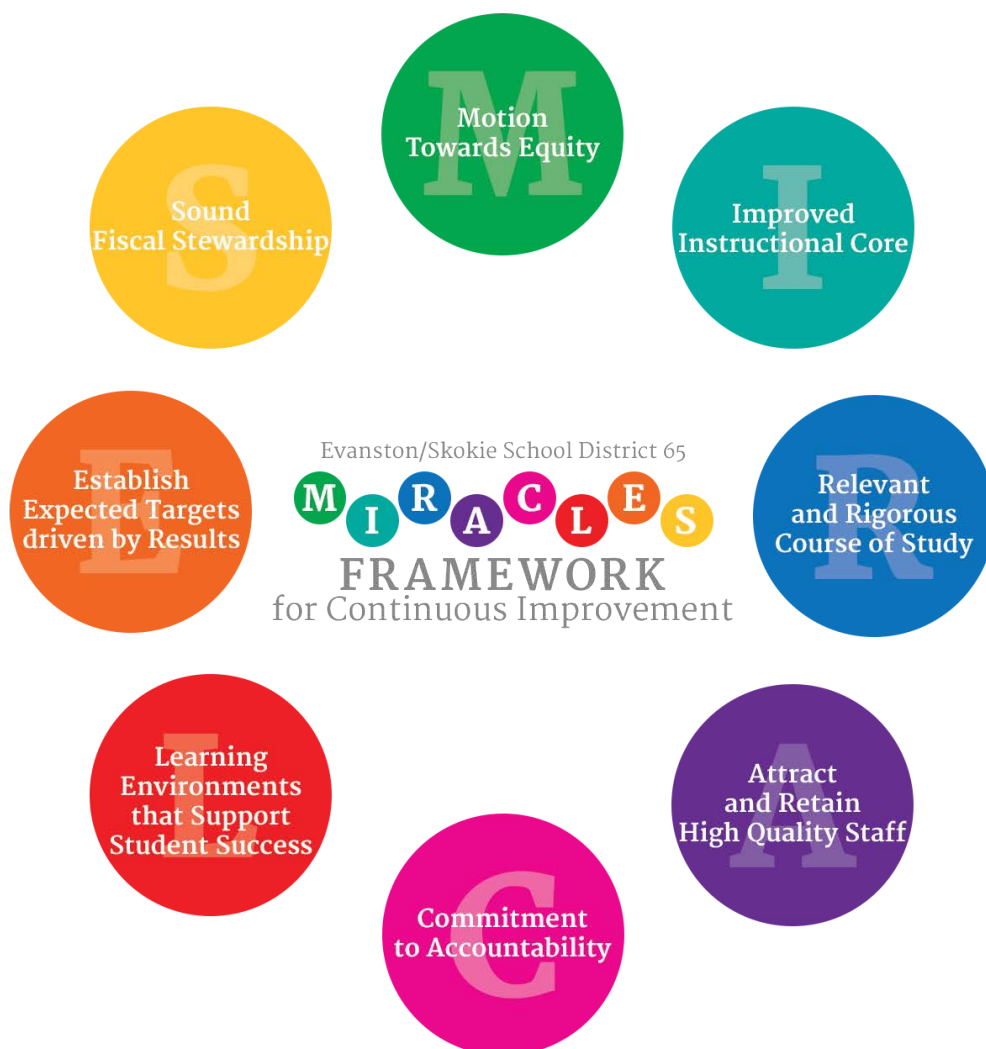 M
Motion
Towards Equity
I
Improved
Instructional Core
R
Relevant
and Rigorous
Course of Study
A
Attract
and Retain
High Quality Staff
C
Commitment
to Accountability
L
Learning
Environments
that Support
Student Success
E
Establish
Expected Targets
driven by Results
S
Sound
Fiscal Stewardship
Evanston/Skokie School District 65
MIRACLES
FRAMEWORK
for Continuous Improvement